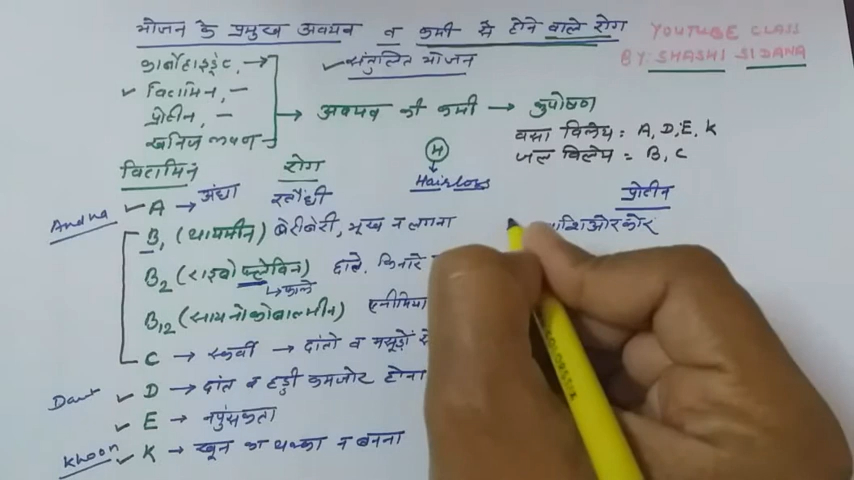 भोजन के प्रमुख अवयव व कमी से होने वाले रोग
YOUTUBE CLASS
BY: SHASHI SIDANA
कार्बोहाइड्रेट,
संतुलित भोजन
विटामिन,
प्रोटीन,
खनिज लवण
अवयव की कमी → कुपोषण
वसा विलेय: A, D, E, K
जल विलेय = B, C
विटामिन
रोग
H
Hairloss
प्रोटीन
Andha
A → अंधा रतौंधी
B1 (थायमीन) बेरीबेरी, भूख न लगना
क्वाशिओरकोर
B2 (राइबो फ्लेविन) छाले, किनारे
→ छाले
B12 (सायनोकोबालमीन) एनीमिया
C → स्कर्वी → दांतो व मसूड़ों से
Daut
D → दांत व हड्डी कमजोर होना
E → नपुंसकता
Khoon
K → खून का थक्का न बनना